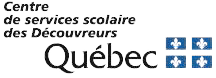 Centre
de services scolaire
des Découvreurs
Québec